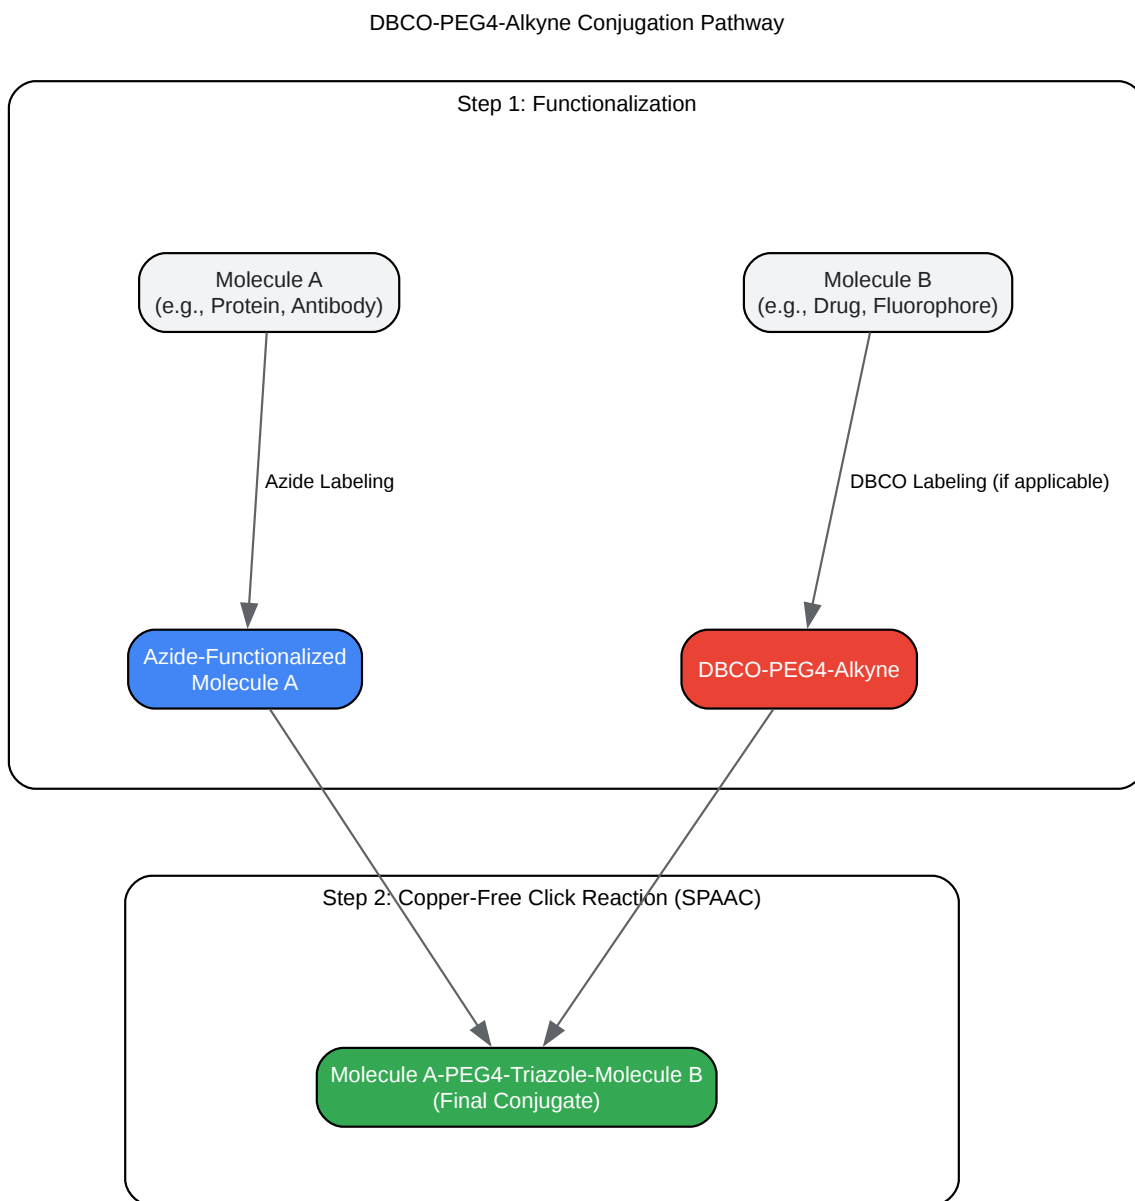 DBCO-PEG4-Alkyne Conjugation Pathway
Step 1: Functionalization
Molecule A
(e.g., Protein, Antibody)
Molecule B
(e.g., Drug, Fluorophore)
Azide Labeling
DBCO Labeling (if applicable)
Azide-Functionalized
Molecule A
DBCO-PEG4-Alkyne
Step 2: Copper-Free Click Reaction (SPAAC)
Molecule A-PEG4-Triazole-Molecule B
(Final Conjugate)